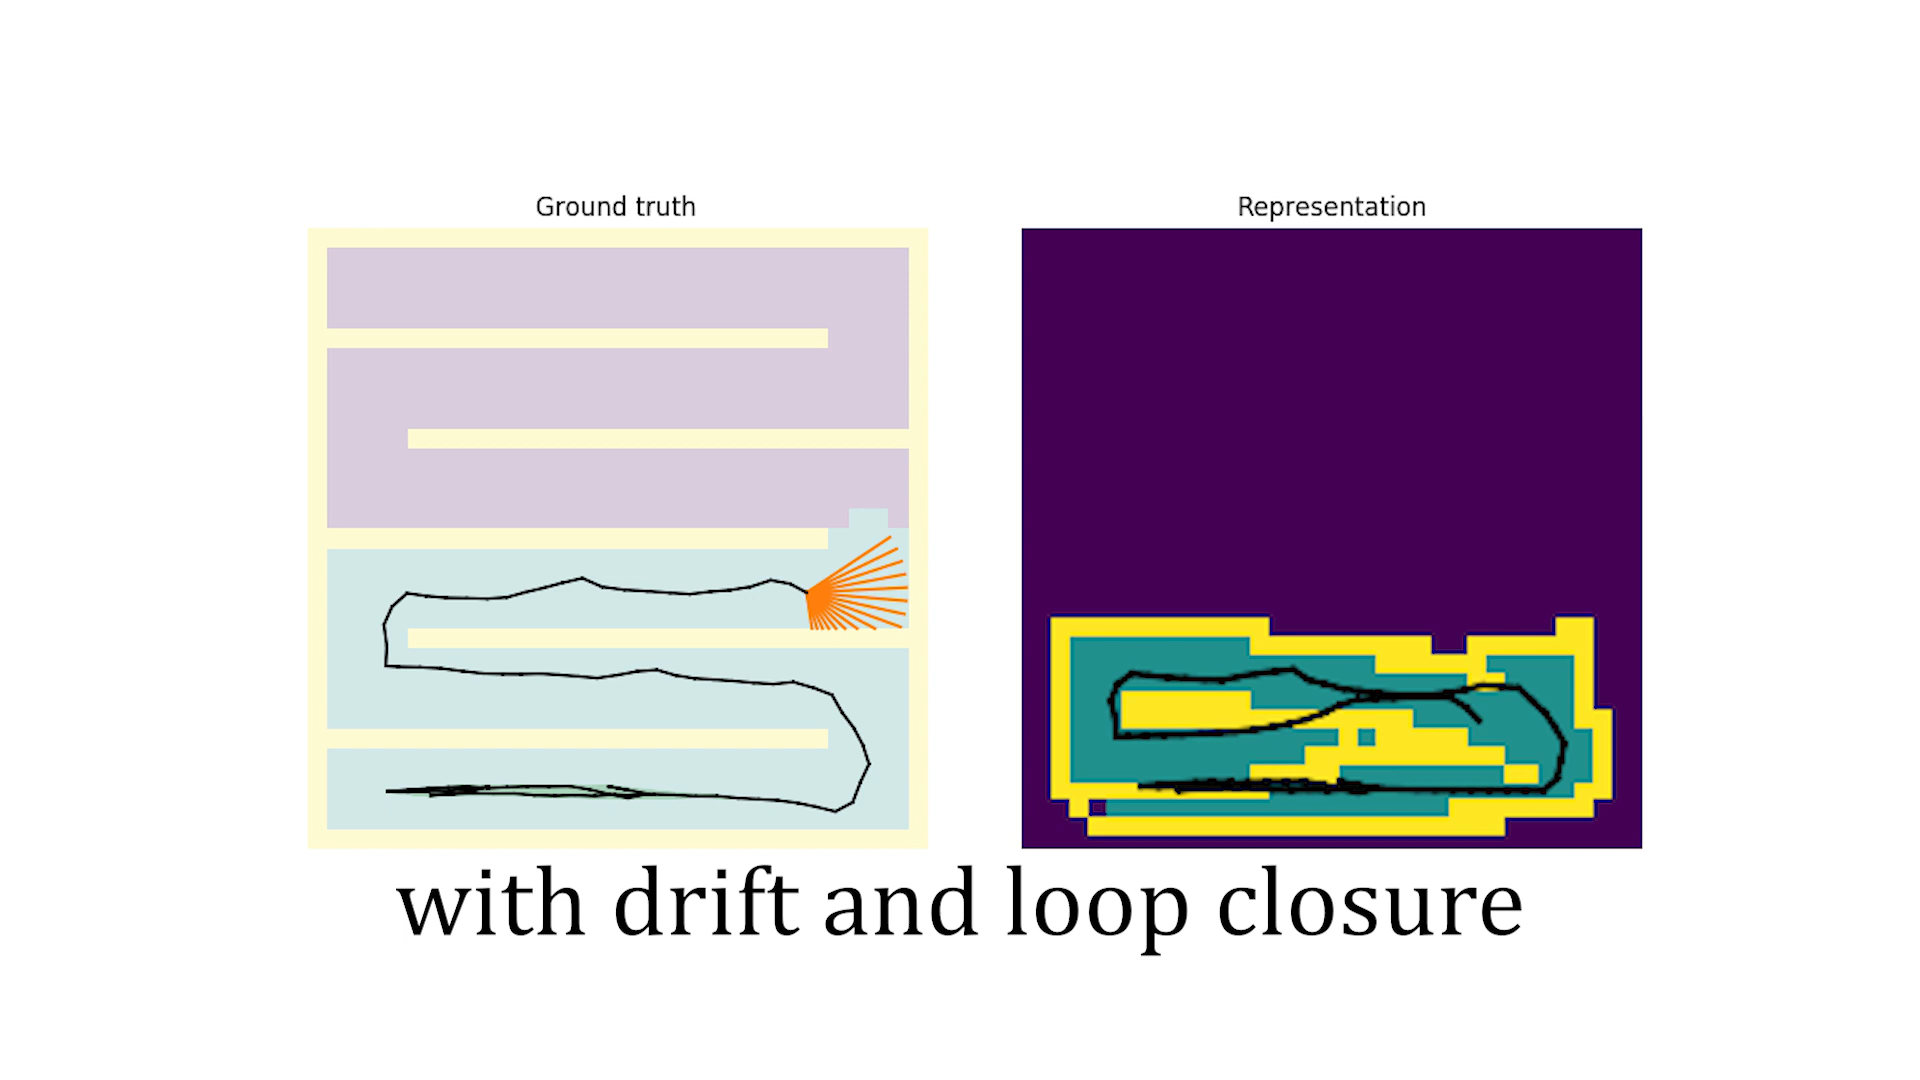 Ground truth
Representation
with drift and loop closure